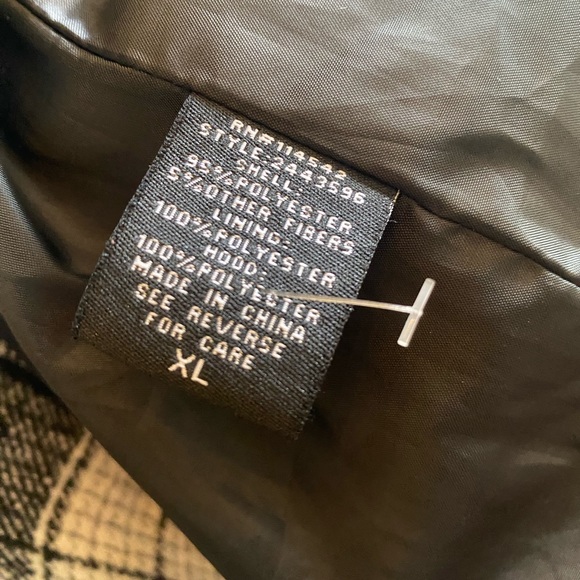 RN#114542
STYLE:2443596
SHELL:
95%POLYESTER
5%OTHER FIBERS
LINING:
100%POLYESTER
HOOD:
100%POLYESTER
MADE IN CHINA
SEE REVERSE
FOR CARE
XL